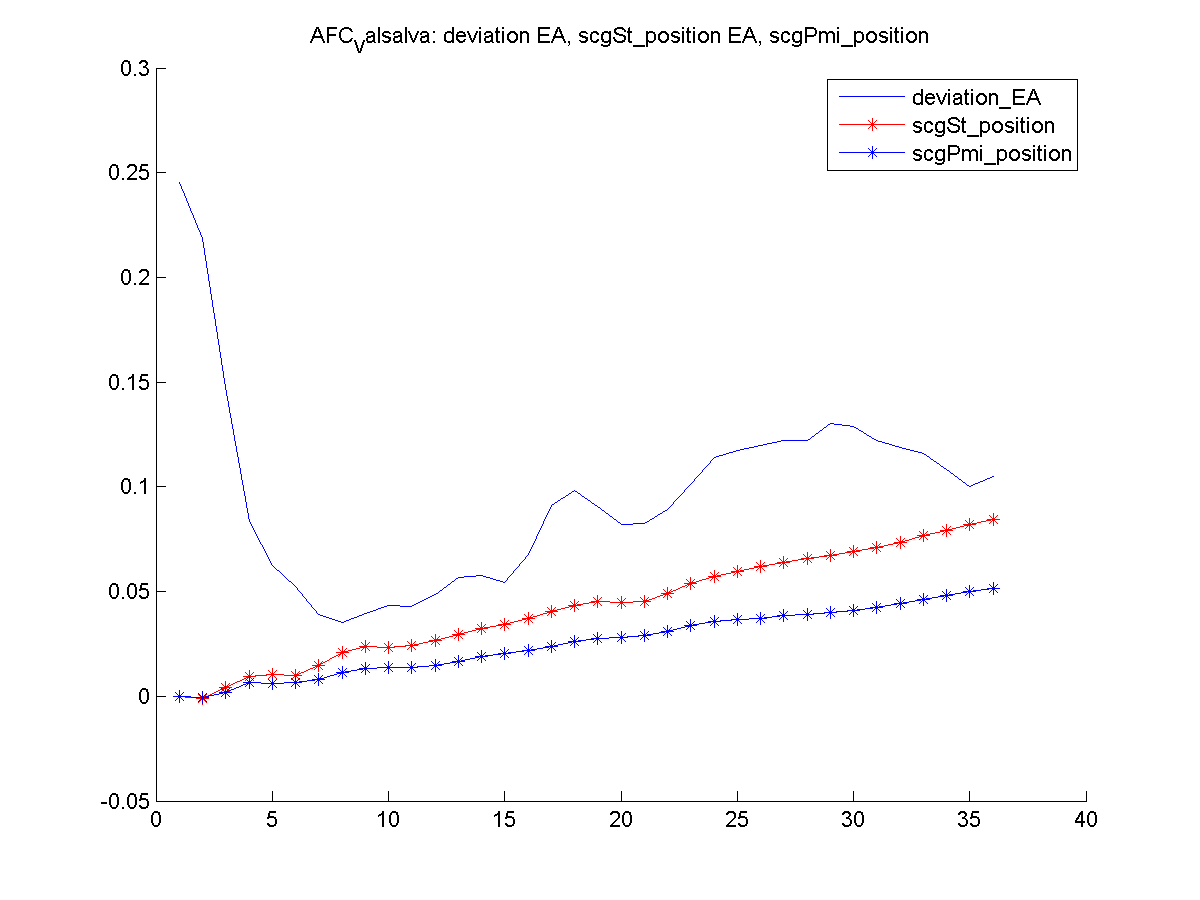 AFC_Valsalva: deviation EA, scgSt_position EA, scgPmi_position
0.3
0.25
0.2
0.15
0.1
0.05
0
-0.05
0 5 10 15 20 25 30 35 40
deviation_EA
scgSt_position
scgPmi_position